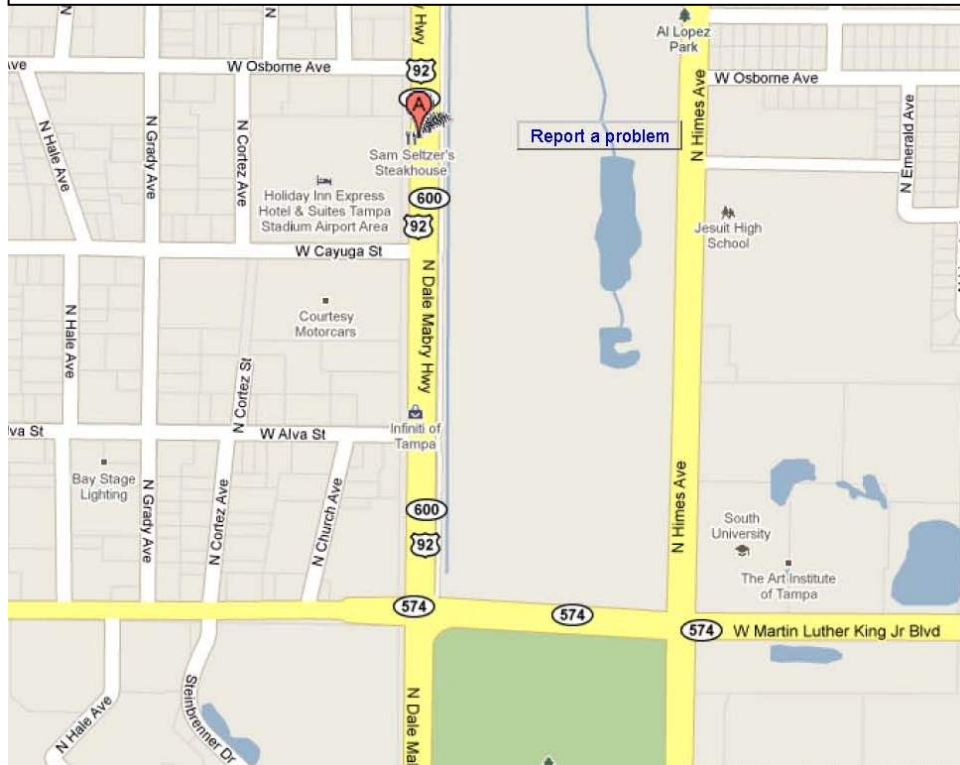 N
N
N
y Hwy
Al Lopez
Park
Ave
W Osborne Ave
92
W Osborne Ave
A
Report a problem
N Hale Ave
N Grady Ave
N Cortez Ave
Sam Seltzer's
Steakhouse
N Himes Ave
N Emerald Ave
Holiday Inn Express
Hotel & Suites Tampa
Stadium Airport Area
600
92
Jesuit High
School
W Cayuga St
N Dale Mabry Hwy
Courtesy
Motorcars
N Hale Ave
N Cortez St
lva St
W Alva St
Infiniti of
Tampa
Bay Stage
Lighting
N Grady Ave
N Cortez Ave
N Church Ave
600
92
N Himes Ave
South
University
The Art Institute
of Tampa
574
574
574
W Martin Luther King Jr Blvd
N Hale Ave
Steinbrenner Dr
N Dale Mab